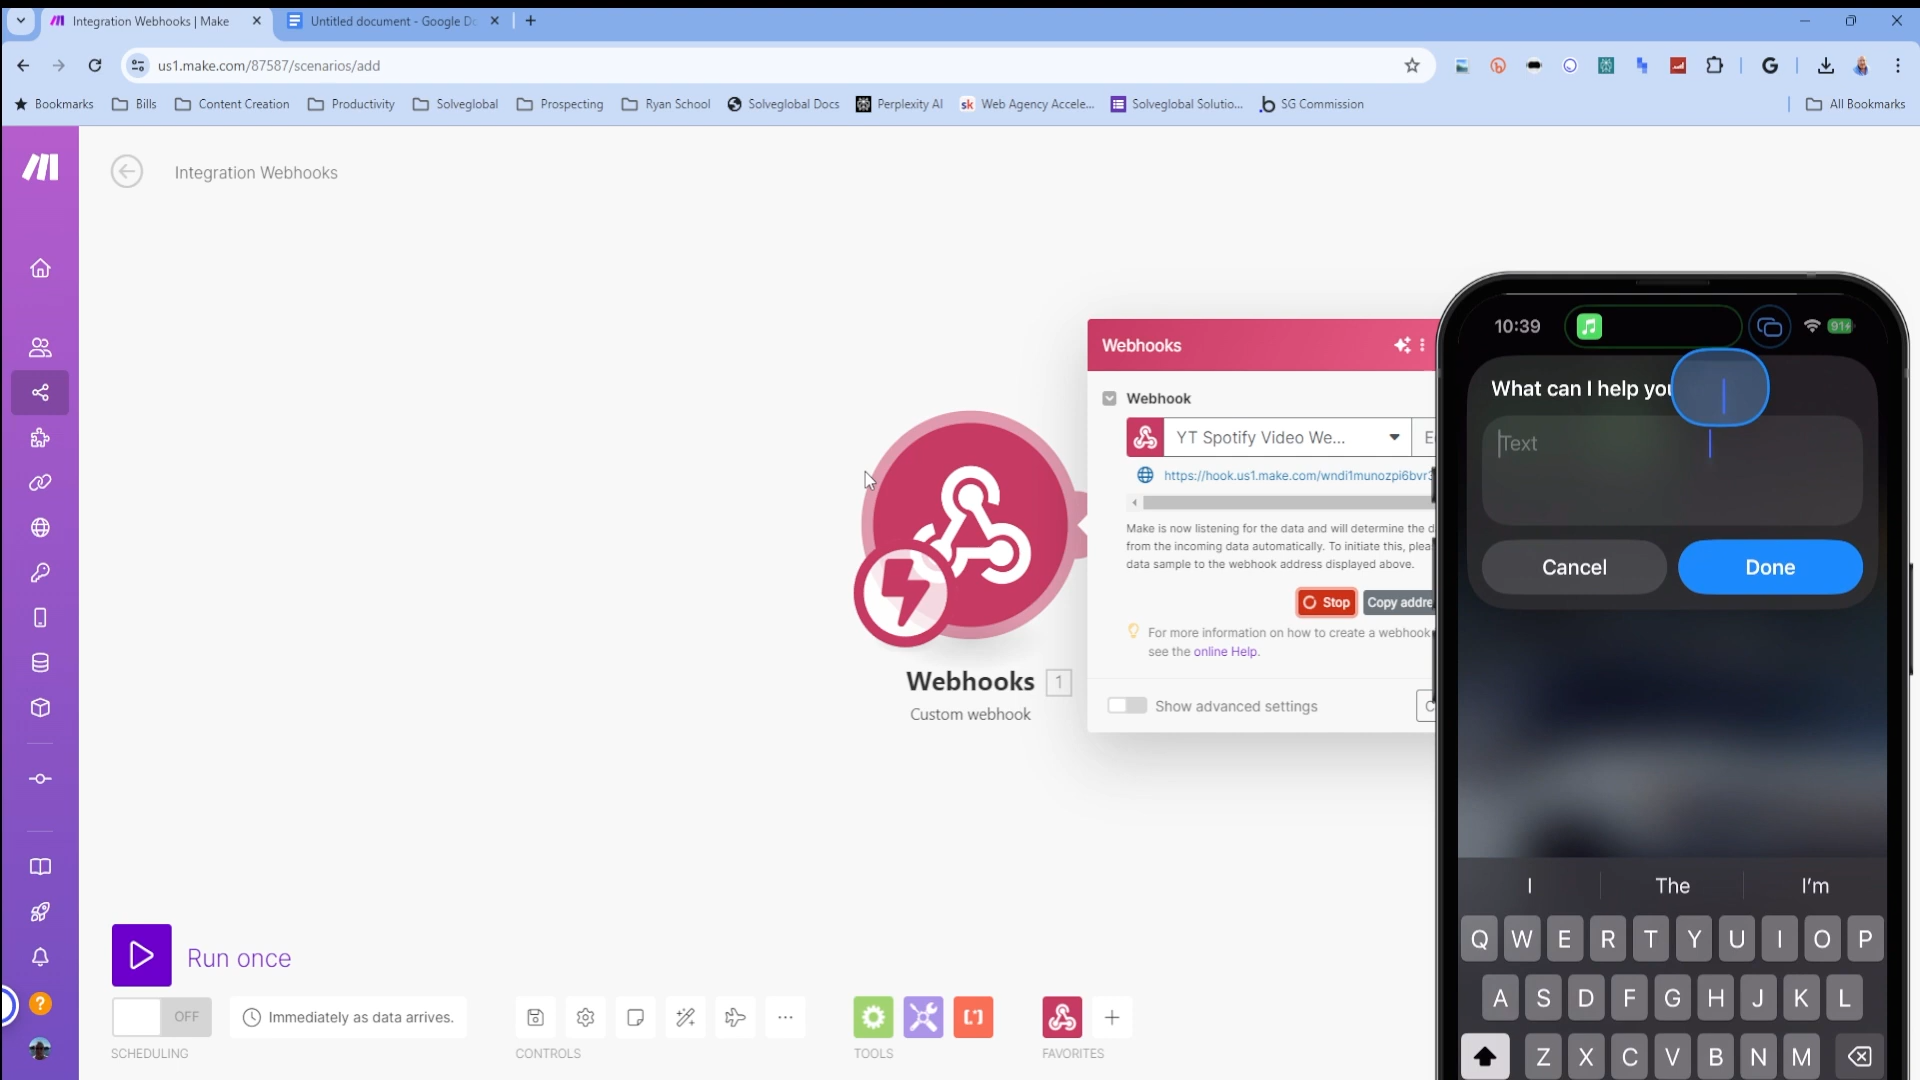 Integration Webhooks | Make
Untitled document - Google Do
us1.make.com/87587/scenarios/add
Bookmarks
Bills
Content Creation
Productivity
Solveglobal
Prospecting
Ryan School
Solveglobal Docs
Perplexity AI
sk Web Agency Accele...
Solveglobal Solutio...
SG Commission
All Bookmarks
Integration Webhooks
Webhooks
Webhook
YT Spotify Video We...
https://hook.us1.make.com/wndi1munozpi6bvr3
Make is now listening for the data and will determine the d
from the incoming data automatically. To initiate this, plea
data sample to the webhook address displayed above.
Stop
Copy addre
For more information on how to create a webhook
see the online Help.
Show advanced settings
Webhooks 1
Custom webhook
Run once
OFF
Immediately as data arrives.
SCHEDULING
CONTROLS
TOOLS
FAVORITES
10:39
91+
What can I help you
Text
Cancel
Done
I
The
I'm
Q W E R T Y U I O P
A S D F G H J K L
Z X C V B N M